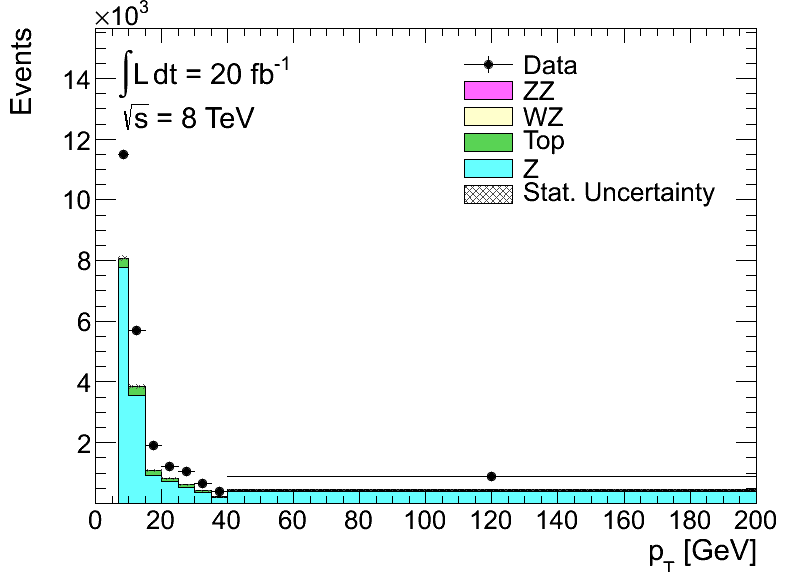 ×10³
Events
∫L dt = 20 fb⁻¹
√s = 8 TeV
Data
ZZ
WZ
Top
Z
Stat. Uncertainty
14
12
10
8
6
4
2
0 20 40 60 80 100 120 140 160 180 200
p_T [GeV]